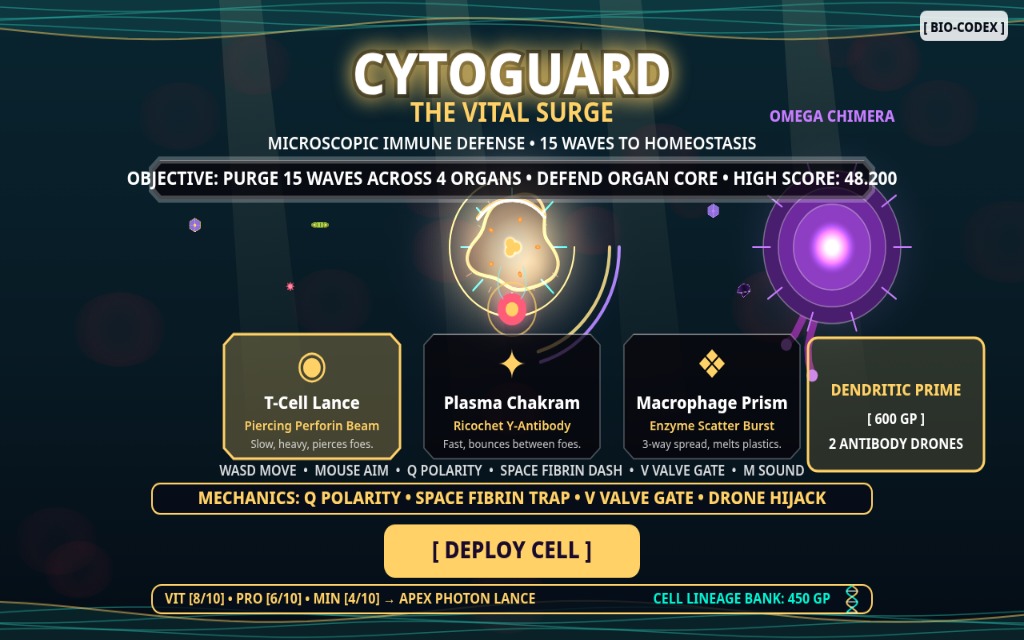 [ BIO-CODEX ]
CYTOGUARD
THE VITAL SURGE
OMEGA CHIMERA
MICROSCOPIC IMMUNE DEFENSE • 15 WAVES TO HOMEOSTASIS
OBJECTIVE: PURGE 15 WAVES ACROSS 4 ORGANS • DEFEND ORGAN CORE • HIGH SCORE: 48.200
T-Cell Lance
Piercing Perforin Beam
Slow, heavy, pierces foes.
Plasma Chakram
Ricochet Y-Antibody
Fast, bounces between foes.
Macrophage Prism
Enzyme Scatter Burst
3-way spread, melts plastics.
DENDRITIC PRIME
[ 600 GP ]
2 ANTIBODY DRONES
WASD MOVE • MOUSE AIM • Q POLARITY • SPACE FIBRIN DASH • V VALVE GATE • M SOUND
MECHANICS: Q POLARITY • SPACE FIBRIN TRAP • V VALVE GATE • DRONE HIJACK
[ DEPLOY CELL ]
VIT [8/10] • PRO [6/10] • MIN [4/10] → APEX PHOTON LANCE
CELL LINEAGE BANK: 450 GP